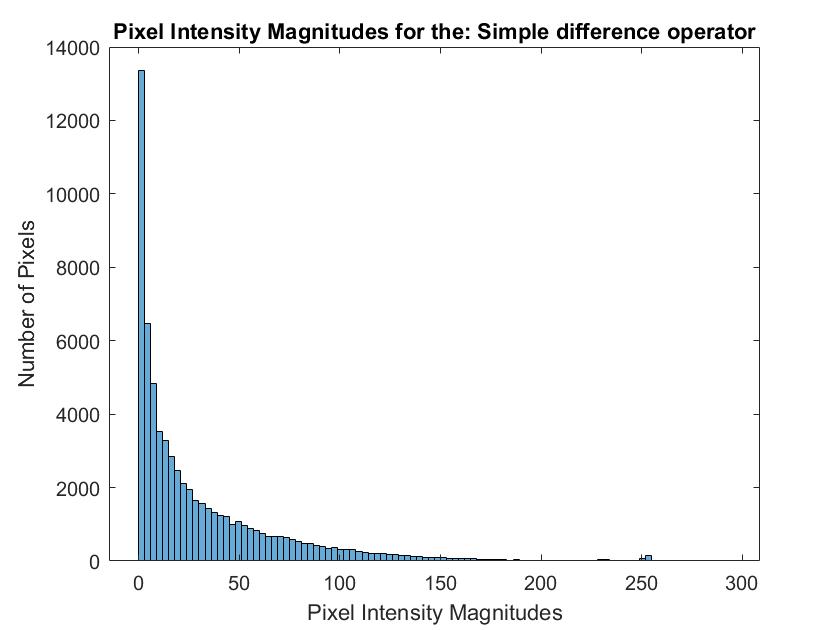 Pixel Intensity Magnitudes for the: Simple difference operator
14000
12000
10000
8000
6000
4000
2000
0
Number of Pixels
0 50 100 150 200 250 300
Pixel Intensity Magnitudes